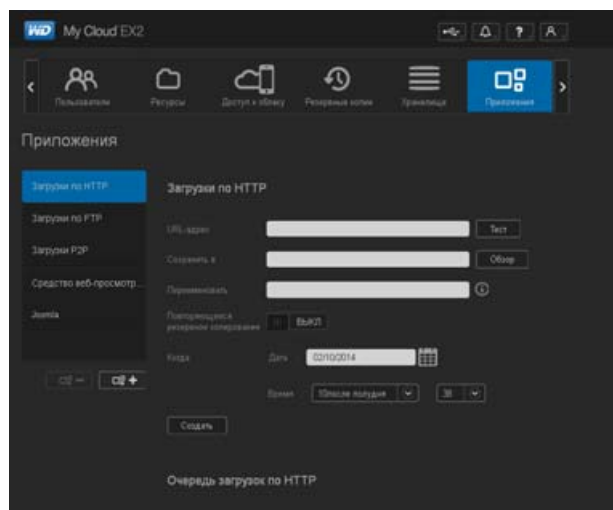 WD My Cloud EX2
?
Пользователи Ресурсы Доступ к облаку Резервные копии Хранилища Приложения
Приложения
Загрузки по HTTP
Загрузки по FTP
Загрузки P2P
Средство веб-просмотр...
Joomla
Загрузки по HTTP
URL-адрес Тест
Сохранить в Обзор
Переименовать
Повторяющееся
резервное копирование ВЫКЛ
Когда Дата 02/10/2014
Время 10после полудня 38
Создать
Очередь загрузок по HTTP